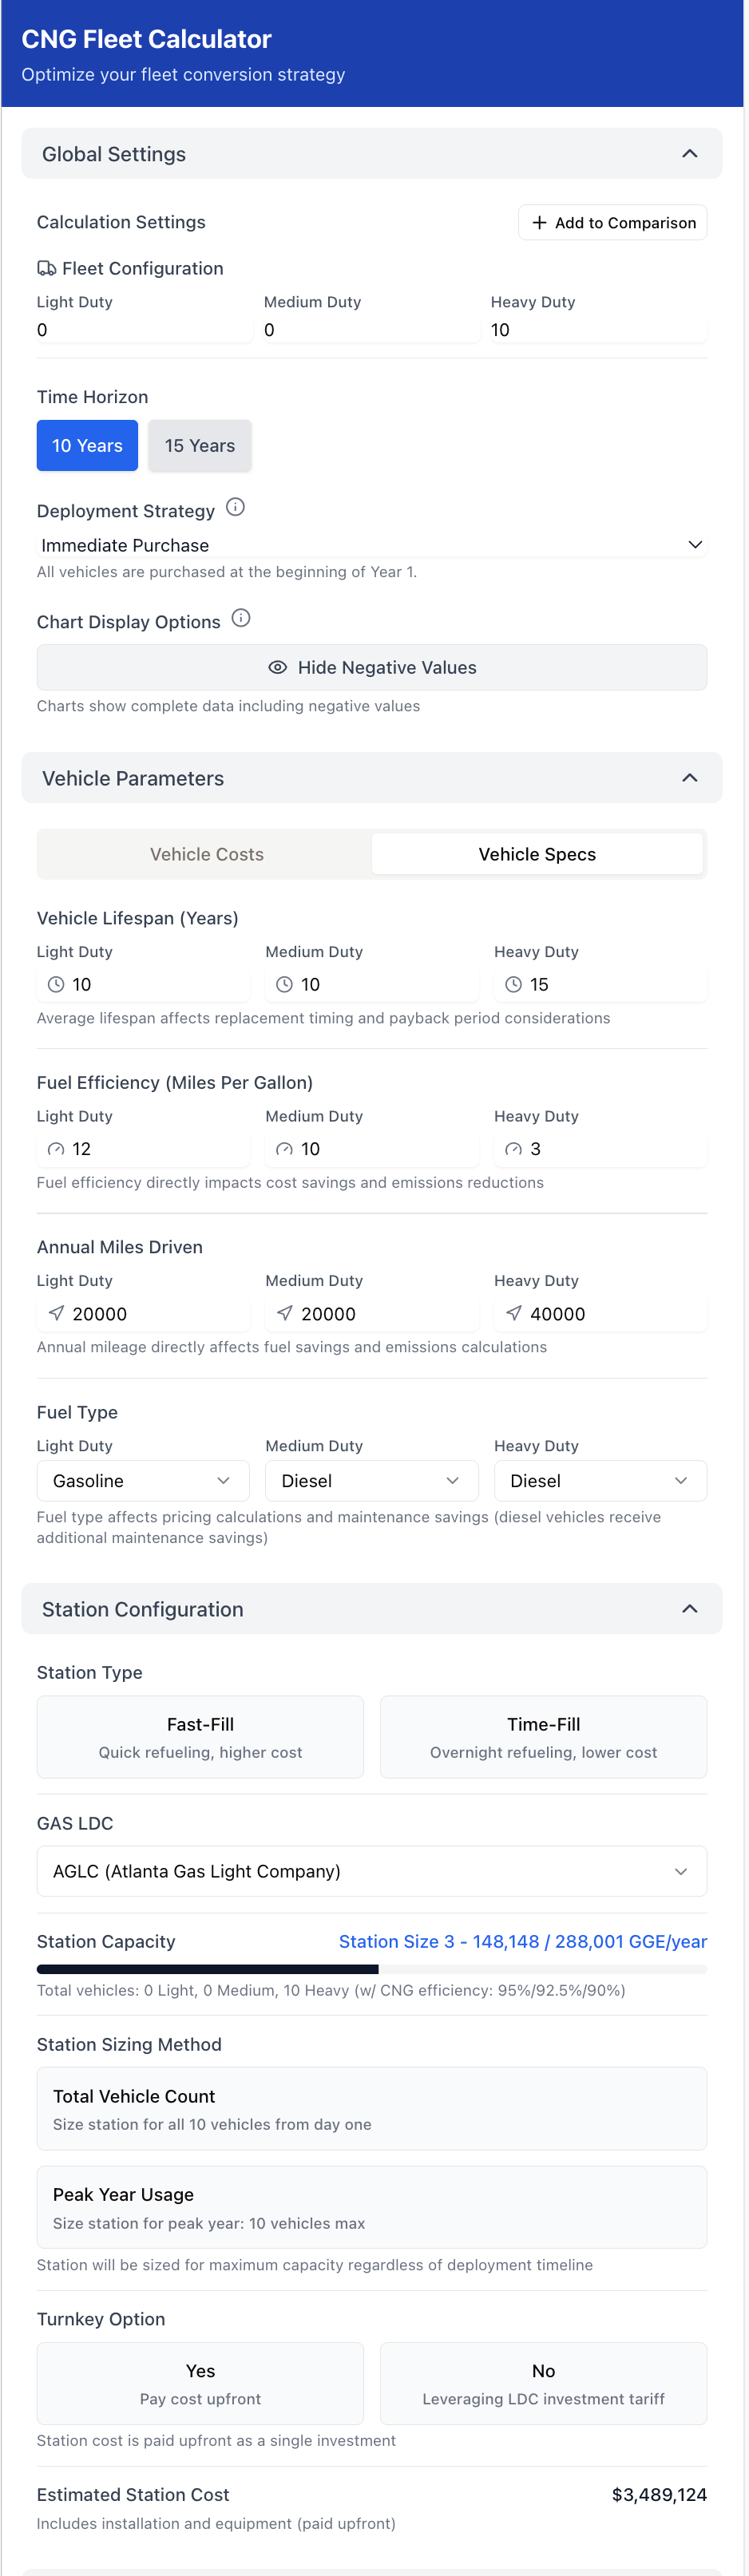 CNG Fleet Calculator
Optimize your fleet conversion strategy
Global Settings
Calculation Settings
Add to Comparison
Fleet Configuration
Light Duty Medium Duty Heavy Duty
0 0 10
Time Horizon
10 Years 15 Years
Deployment Strategy
Immediate Purchase
All vehicles are purchased at the beginning of Year 1.
Chart Display Options
Hide Negative Values
Charts show complete data including negative values
Vehicle Parameters
Vehicle Costs Vehicle Specs
Vehicle Lifespan (Years)
Light Duty Medium Duty Heavy Duty
10 10 15
Average lifespan affects replacement timing and payback period considerations
Fuel Efficiency (Miles Per Gallon)
Light Duty Medium Duty Heavy Duty
12 10 3
Fuel efficiency directly impacts cost savings and emissions reductions
Annual Miles Driven
Light Duty Medium Duty Heavy Duty
20000 20000 40000
Annual mileage directly affects fuel savings and emissions calculations
Fuel Type
Light Duty Medium Duty Heavy Duty
Gasoline Diesel Diesel
Fuel type affects pricing calculations and maintenance savings (diesel vehicles receive
additional maintenance savings)
Station Configuration
Station Type
Fast-Fill Time-Fill
Quick refueling, higher cost Overnight refueling, lower cost
GAS LDC
AGLC (Atlanta Gas Light Company)
Station Capacity Station Size 3 - 148,148 / 288,001 GGE/year
Total vehicles: 0 Light, 0 Medium, 10 Heavy (w/ CNG efficiency: 95%/92.5%/90%)
Station Sizing Method
Total Vehicle Count
Size station for all 10 vehicles from day one
Peak Year Usage
Size station for peak year: 10 vehicles max
Station will be sized for maximum capacity regardless of deployment timeline
Turnkey Option
Yes No
Pay cost upfront Leveraging LDC investment tariff
Station cost is paid upfront as a single investment
Estimated Station Cost $3,489,124
Includes installation and equipment (paid upfront)